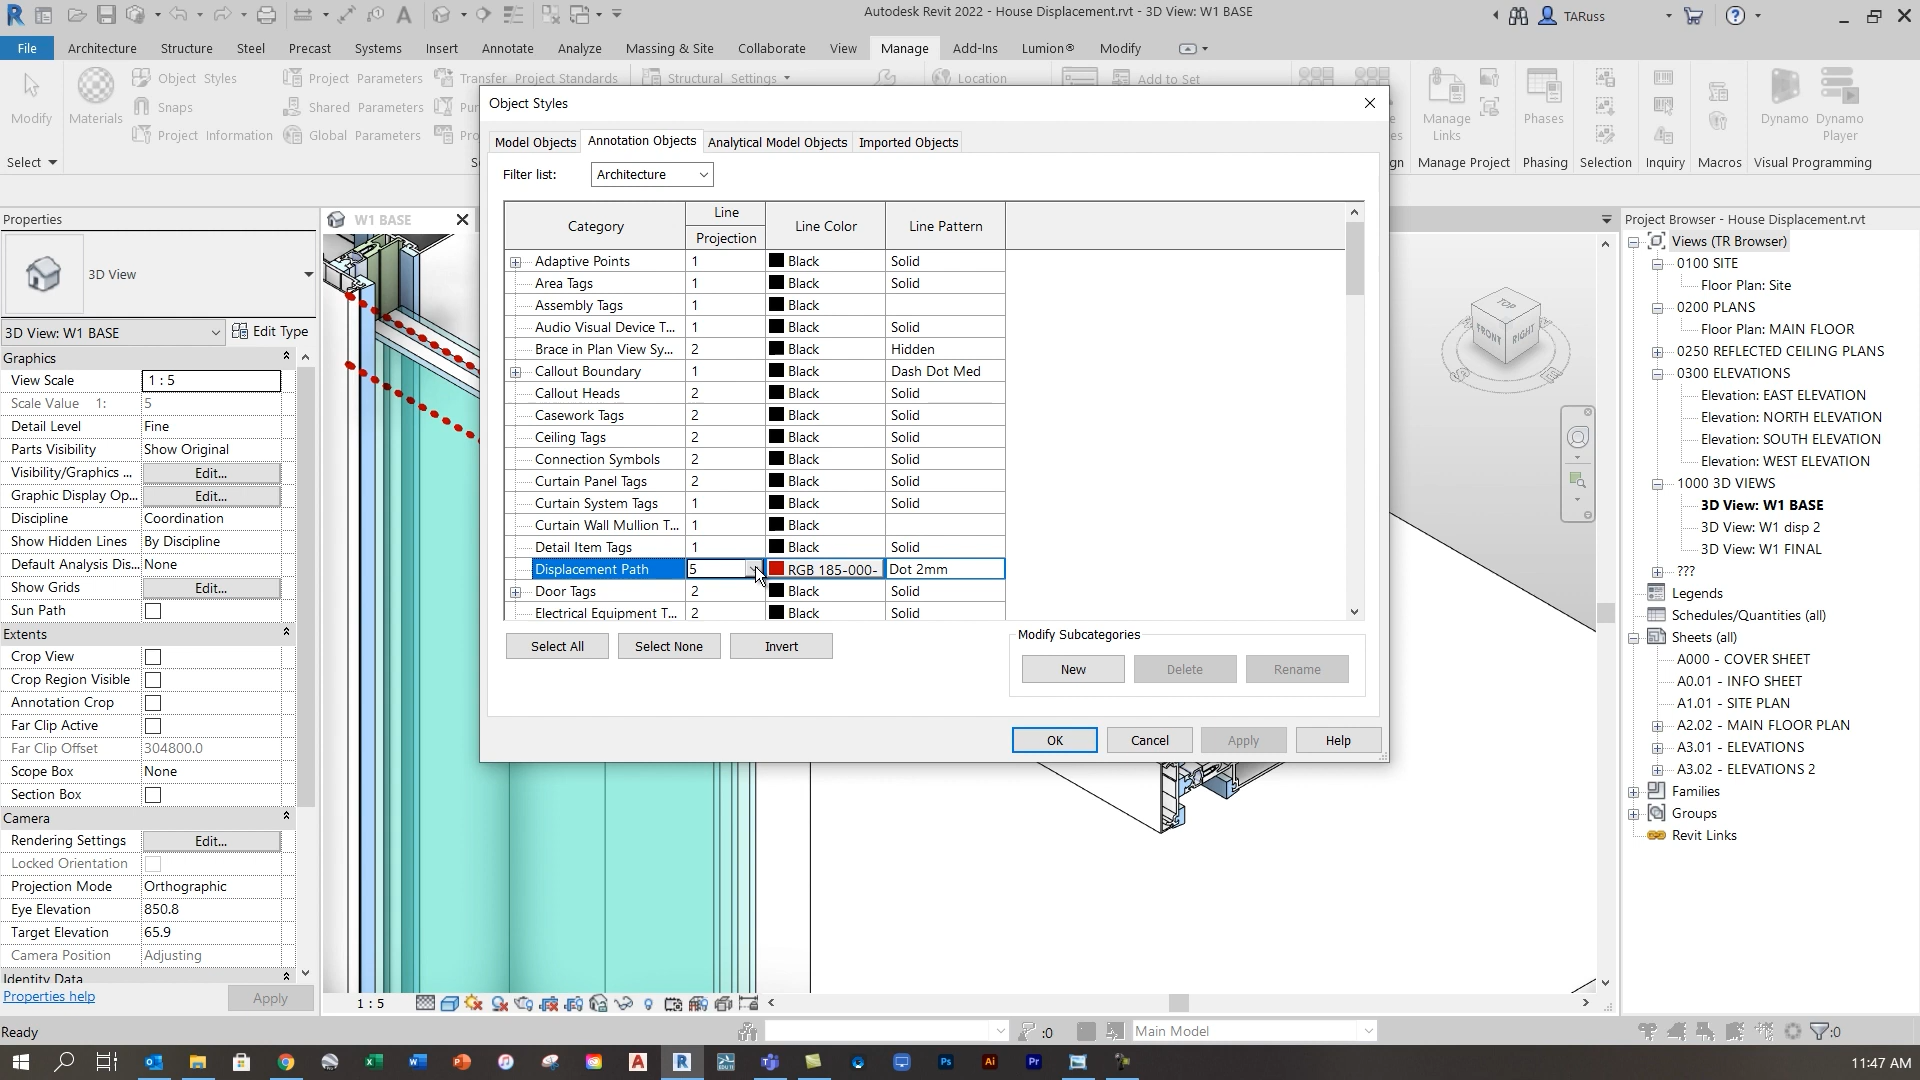 Autodesk Revit 2022 - House Displacement.rvt - 3D View: W1 BASE
TARuss
File Architecture Structure Steel Precast Systems Insert Annotate Analyze Massing & Site Collaborate View Manage Add-Ins Lumion® Modify
Modify
Materials
Object Styles
Snaps
Project Information
Project Parameters
Shared Parameters
Global Parameters
Transfer Project Standards
Structural Settings
Location
Add to Set
Manage Links
Phases
Dynamo
Dynamo Player
Select
Manage Project
Phasing
Selection
Inquiry
Macros
Visual Programming
Properties
3D View
3D View: W1 BASE
Edit Type
Graphics
View Scale 1 : 5
Scale Value 1: 5
Detail Level Fine
Parts Visibility Show Original
Visibility/Graphics ... Edit...
Graphic Display Op... Edit...
Discipline Coordination
Show Hidden Lines By Discipline
Default Analysis Dis... None
Show Grids Edit...
Sun Path
Extents
Crop View
Crop Region Visible
Annotation Crop
Far Clip Active
Far Clip Offset 304800.0
Scope Box None
Section Box
Camera
Rendering Settings Edit...
Locked Orientation
Projection Mode Orthographic
Eye Elevation 850.8
Target Elevation 65.9
Camera Position Adjusting
Identity Data
Properties help
Apply
W1 BASE
Object Styles
Model Objects Annotation Objects Analytical Model Objects Imported Objects
Filter list: Architecture
Category Line Projection Line Color Line Pattern
Adaptive Points 1 Black Solid
Area Tags 1 Black Solid
Assembly Tags 1 Black
Audio Visual Device T... 1 Black Solid
Brace in Plan View Sy... 2 Black Hidden
Callout Boundary 1 Black Dash Dot Med
Callout Heads 2 Black Solid
Casework Tags 2 Black Solid
Ceiling Tags 2 Black Solid
Connection Symbols 2 Black Solid
Curtain Panel Tags 2 Black Solid
Curtain System Tags 1 Black Solid
Curtain Wall Mullion T... 1 Black
Detail Item Tags 1 Black Solid
Displacement Path 5 RGB 185-000- Dot 2mm
Door Tags 2 Black Solid
Electrical Equipment T... 2 Black Solid
Select All Select None Invert
Modify Subcategories
New Delete Rename
OK Cancel Apply Help
TOP
FRONT
RIGHT
S
E
Project Browser - House Displacement.rvt
Views (TR Browser)
0100 SITE
Floor Plan: Site
0200 PLANS
Floor Plan: MAIN FLOOR
0250 REFLECTED CEILING PLANS
0300 ELEVATIONS
Elevation: EAST ELEVATION
Elevation: NORTH ELEVATION
Elevation: SOUTH ELEVATION
Elevation: WEST ELEVATION
1000 3D VIEWS
3D View: W1 BASE
3D View: W1 disp 2
3D View: W1 FINAL
???
Legends
Schedules/Quantities (all)
Sheets (all)
A000 - COVER SHEET
A0.01 - INFO SHEET
A1.01 - SITE PLAN
A2.02 - MAIN FLOOR PLAN
A3.01 - ELEVATIONS
A3.02 - ELEVATIONS 2
Families
Groups
Revit Links
1 : 5
Ready
:0
Main Model
:0
11:47 AM